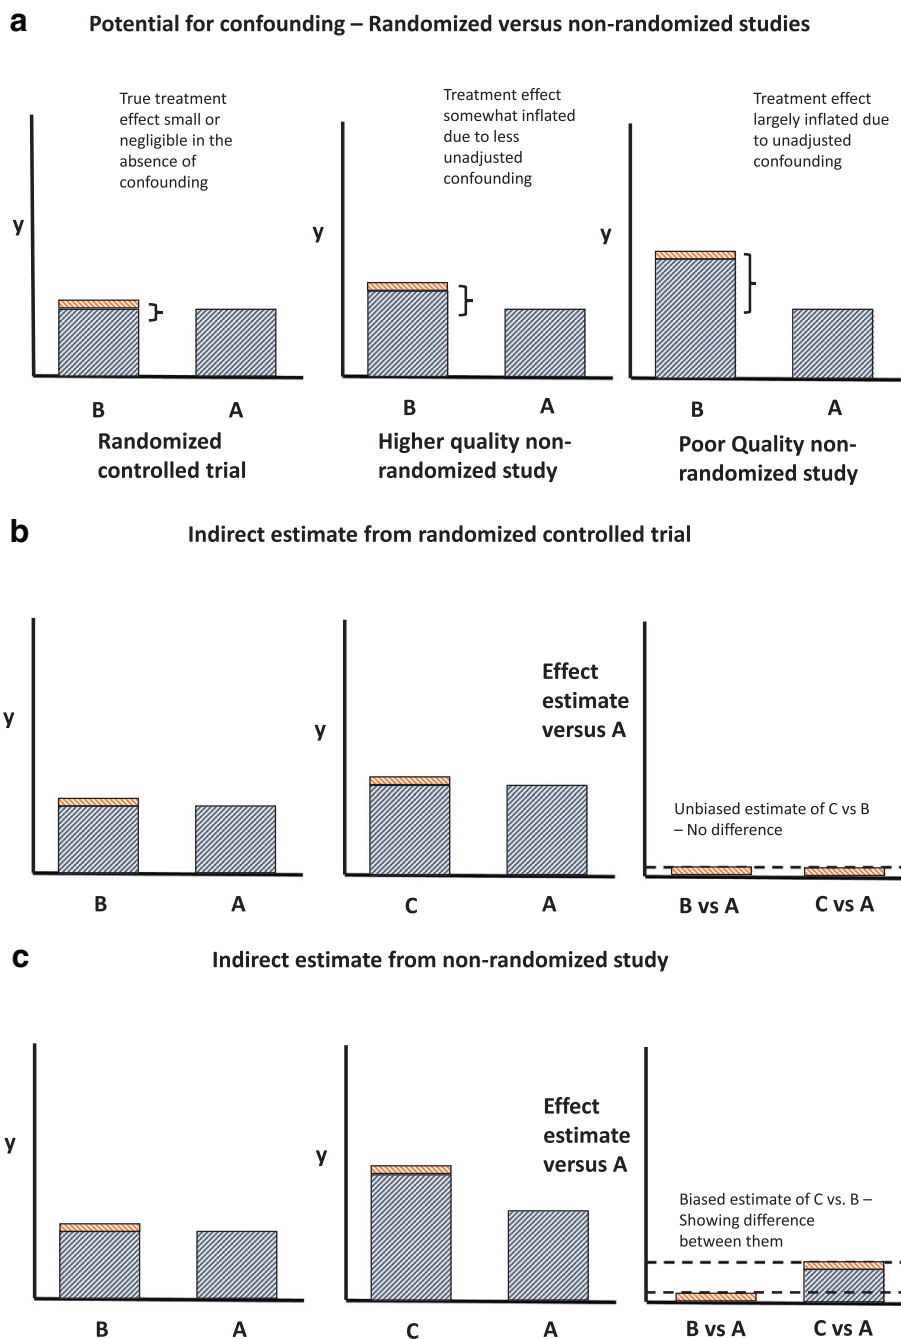 a
Potential for confounding – Randomized versus non-randomized studies
True treatment
effect small or
negligible in the
absence of
confounding
y
B
A
Randomized
controlled trial
Treatment effect
somewhat inflated
due to less
unadjusted
confounding
y
B
A
Higher quality non-
randomized study
Treatment effect
largely inflated due
to unadjusted
confounding
y
B
A
Poor Quality non-
randomized study
b
Indirect estimate from randomized controlled trial
y
B
A
y
C
A
Effect
estimate
versus A
Unbiased estimate of C vs B
– No difference
B vs A
C vs A
c
Indirect estimate from non-randomized study
y
B
A
y
C
A
Effect
estimate
versus A
Biased estimate of C vs. B –
Showing difference
between them
B vs A
C vs A